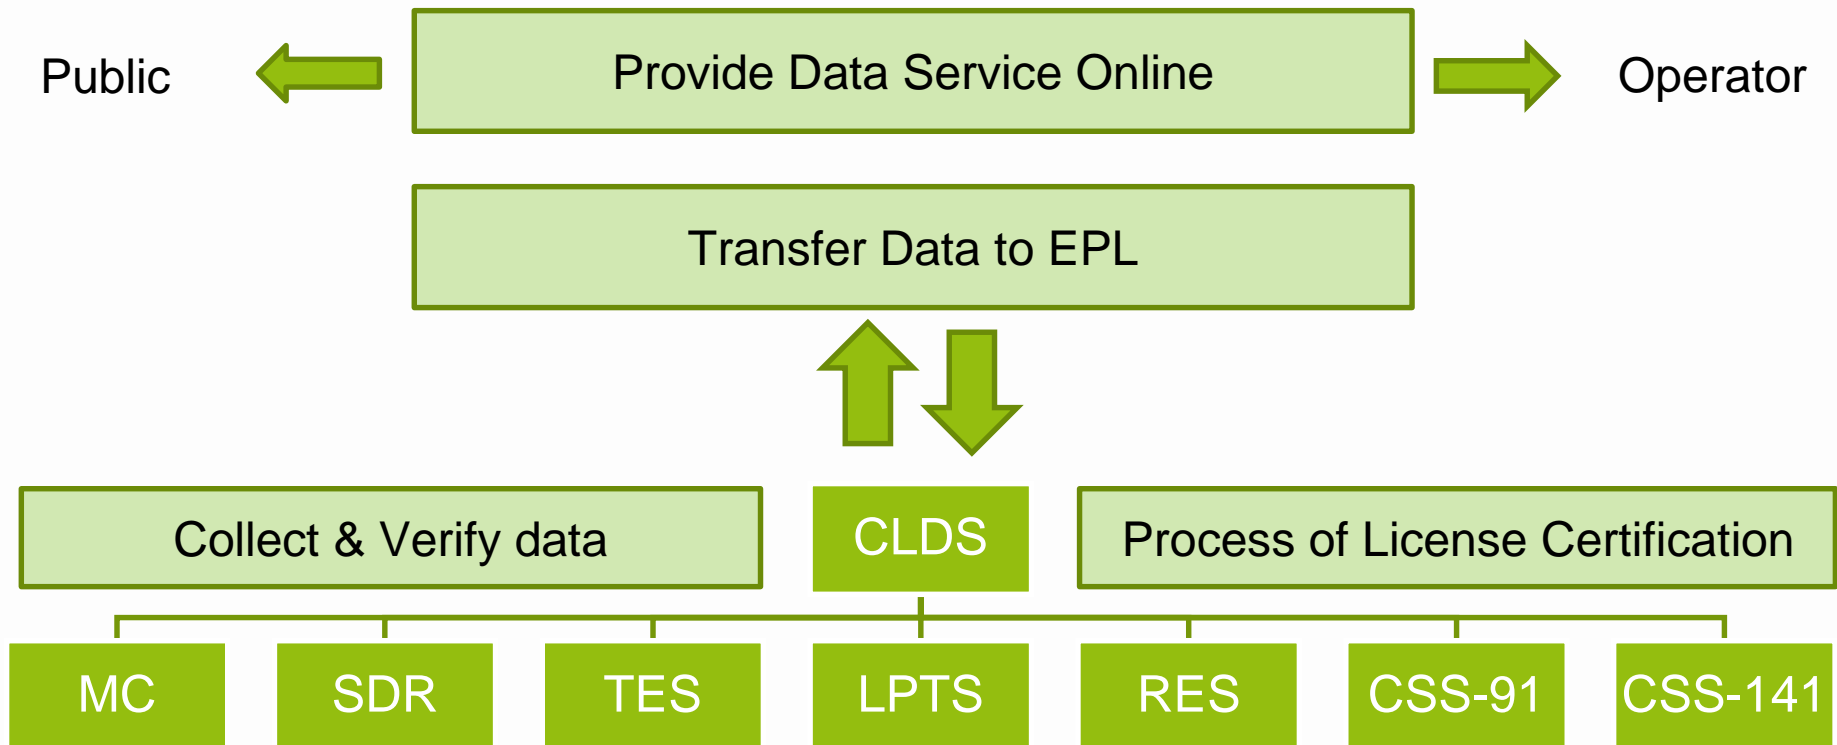 Public
Provide Data Service Online
Operator
Transfer Data to EPL
Collect & Verify data
CLDS
Process of License Certification
MC
SDR
TES
LPTS
RES
CSS-91
CSS-141